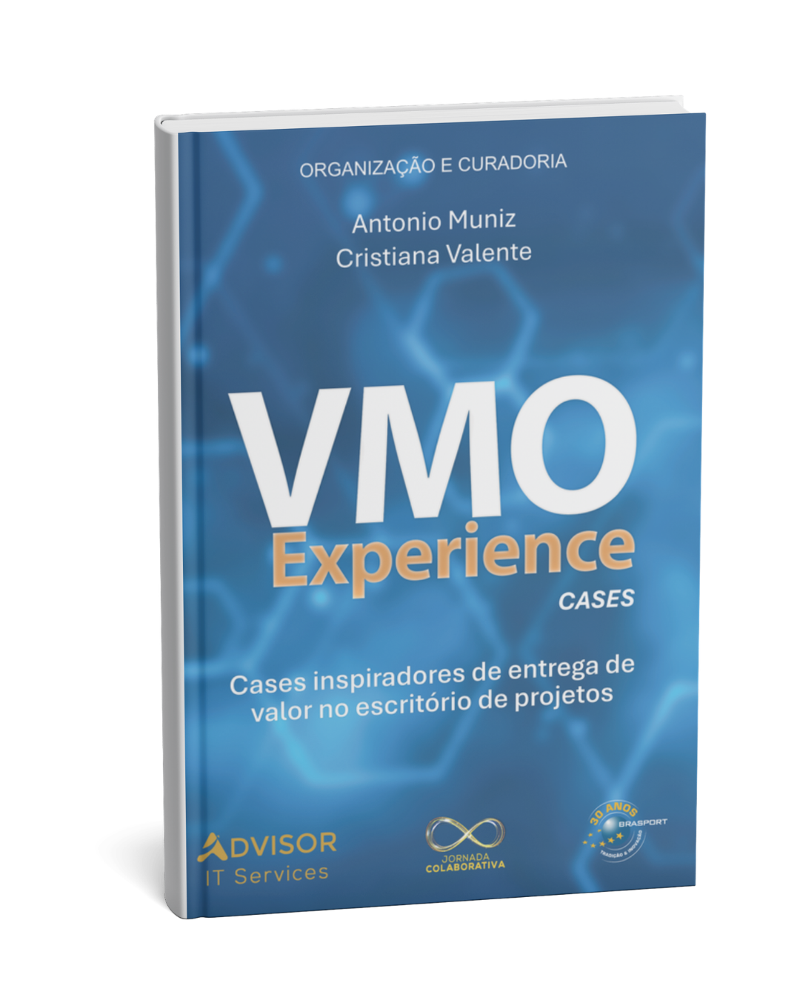 ORGANIZAÇÃO E CURADORIA
Antonio Muniz
Cristiana Valente
VMO
Experience
CASES
Cases inspiradores de entrega de
valor no escritório de projetos
ADVISOR
IT Services
JORNADA
COLABORATIVA
30 ANOS
BRASPORT
TRADIÇÃO & INOVAÇÃO